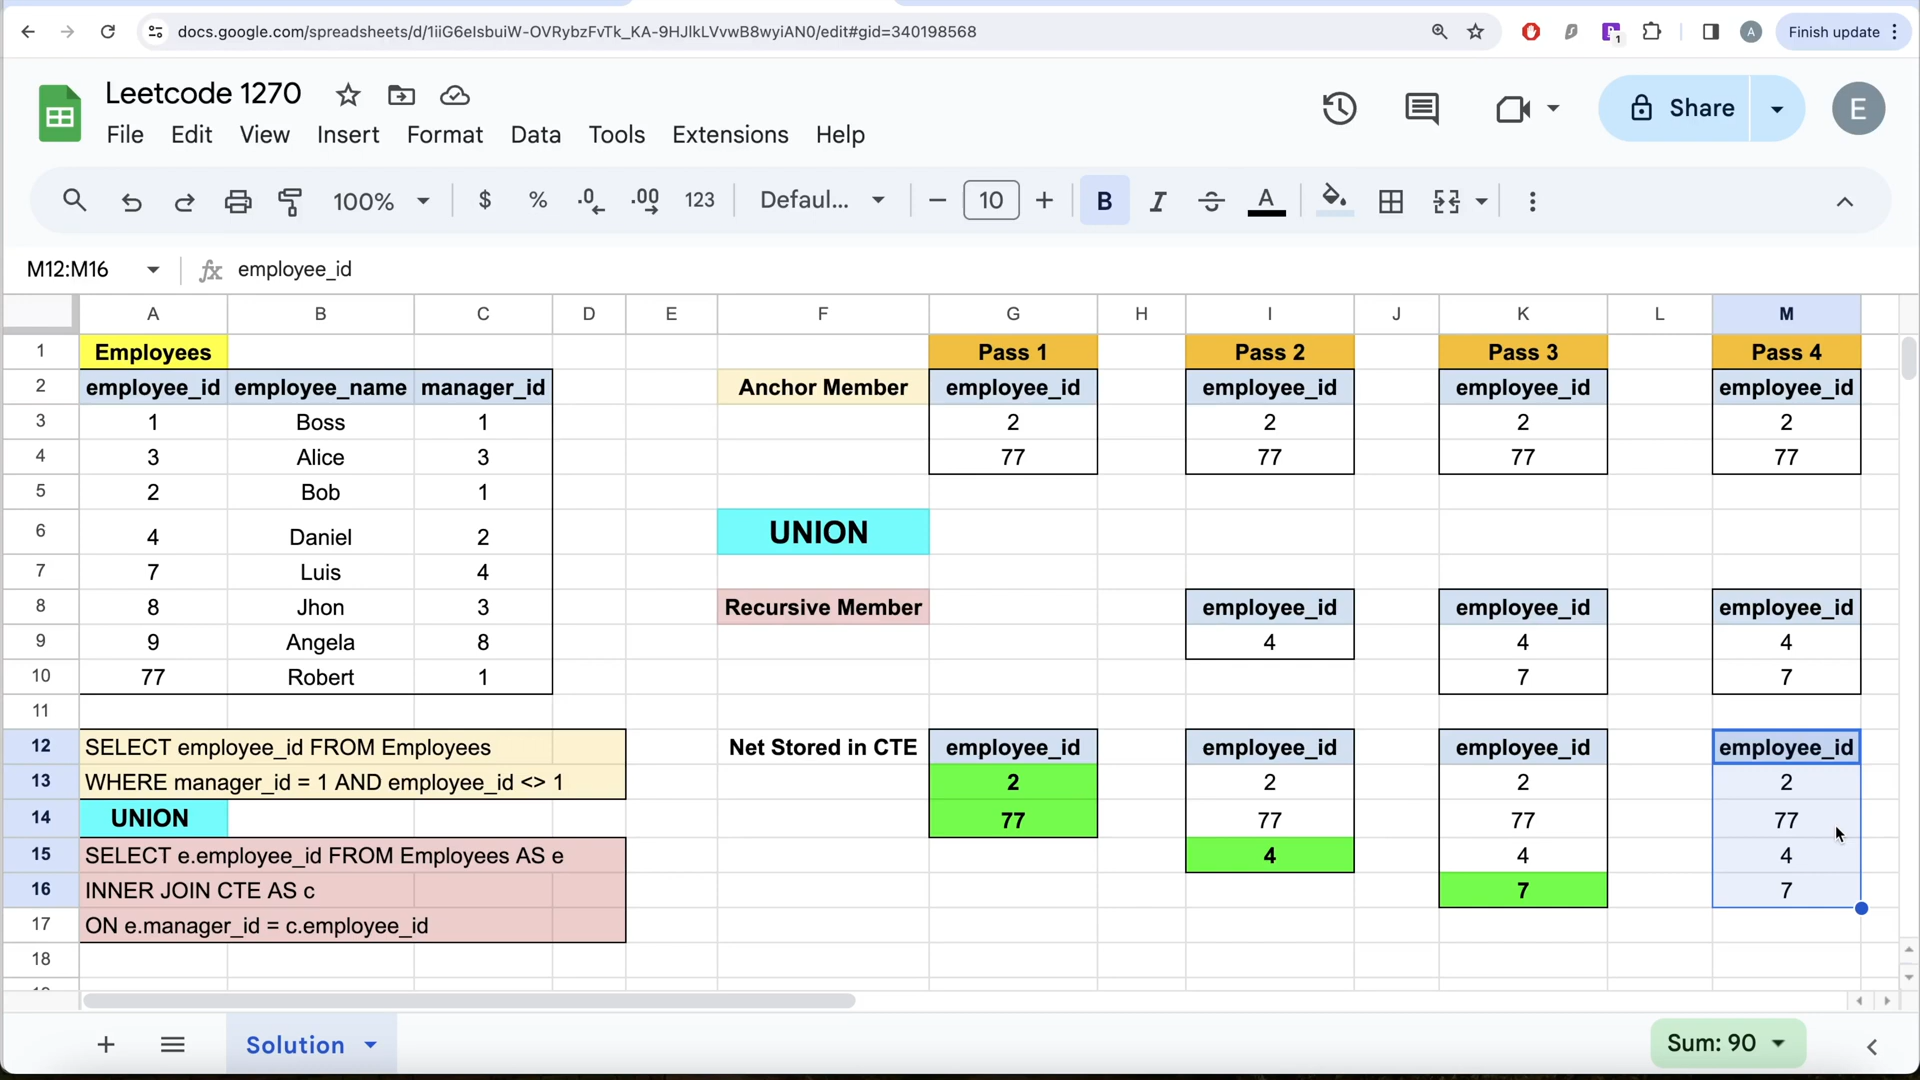 docs.google.com/spreadsheets/d/1iiG6eIsbuiW-OVRybzFvTk_KA-9HJlkLVvwB8wyiAN0/edit#gid=340198568
1
A
Finish update
Leetcode 1270
File Edit View Insert Format Data Tools Extensions Help
Share
E
100% $ % .0 .00 123 Defaul... − 10 + B I S A
M12:M16 fx employee_id
A B C D E F G H I J K L M
1 Employees Pass 1 Pass 2 Pass 3 Pass 4
2 employee_id employee_name manager_id Anchor Member employee_id employee_id employee_id employee_id
3 1 Boss 1 2 2 2 2
4 3 Alice 3 77 77 77 77
5 2 Bob 1
6 4 Daniel 2 UNION
7 7 Luis 4
8 8 Jhon 3 Recursive Member employee_id employee_id employee_id
9 9 Angela 8 4 4 4
10 77 Robert 1 7 7
11
12 SELECT employee_id FROM Employees Net Stored in CTE employee_id employee_id employee_id employee_id
13 WHERE manager_id = 1 AND employee_id <> 1 2 2 2 2
14 UNION 77 77 77 77
15 SELECT e.employee_id FROM Employees AS e 4 4 4
16 INNER JOIN CTE AS c 7 7
17 ON e.manager_id = c.employee_id
18
Solution
Sum: 90